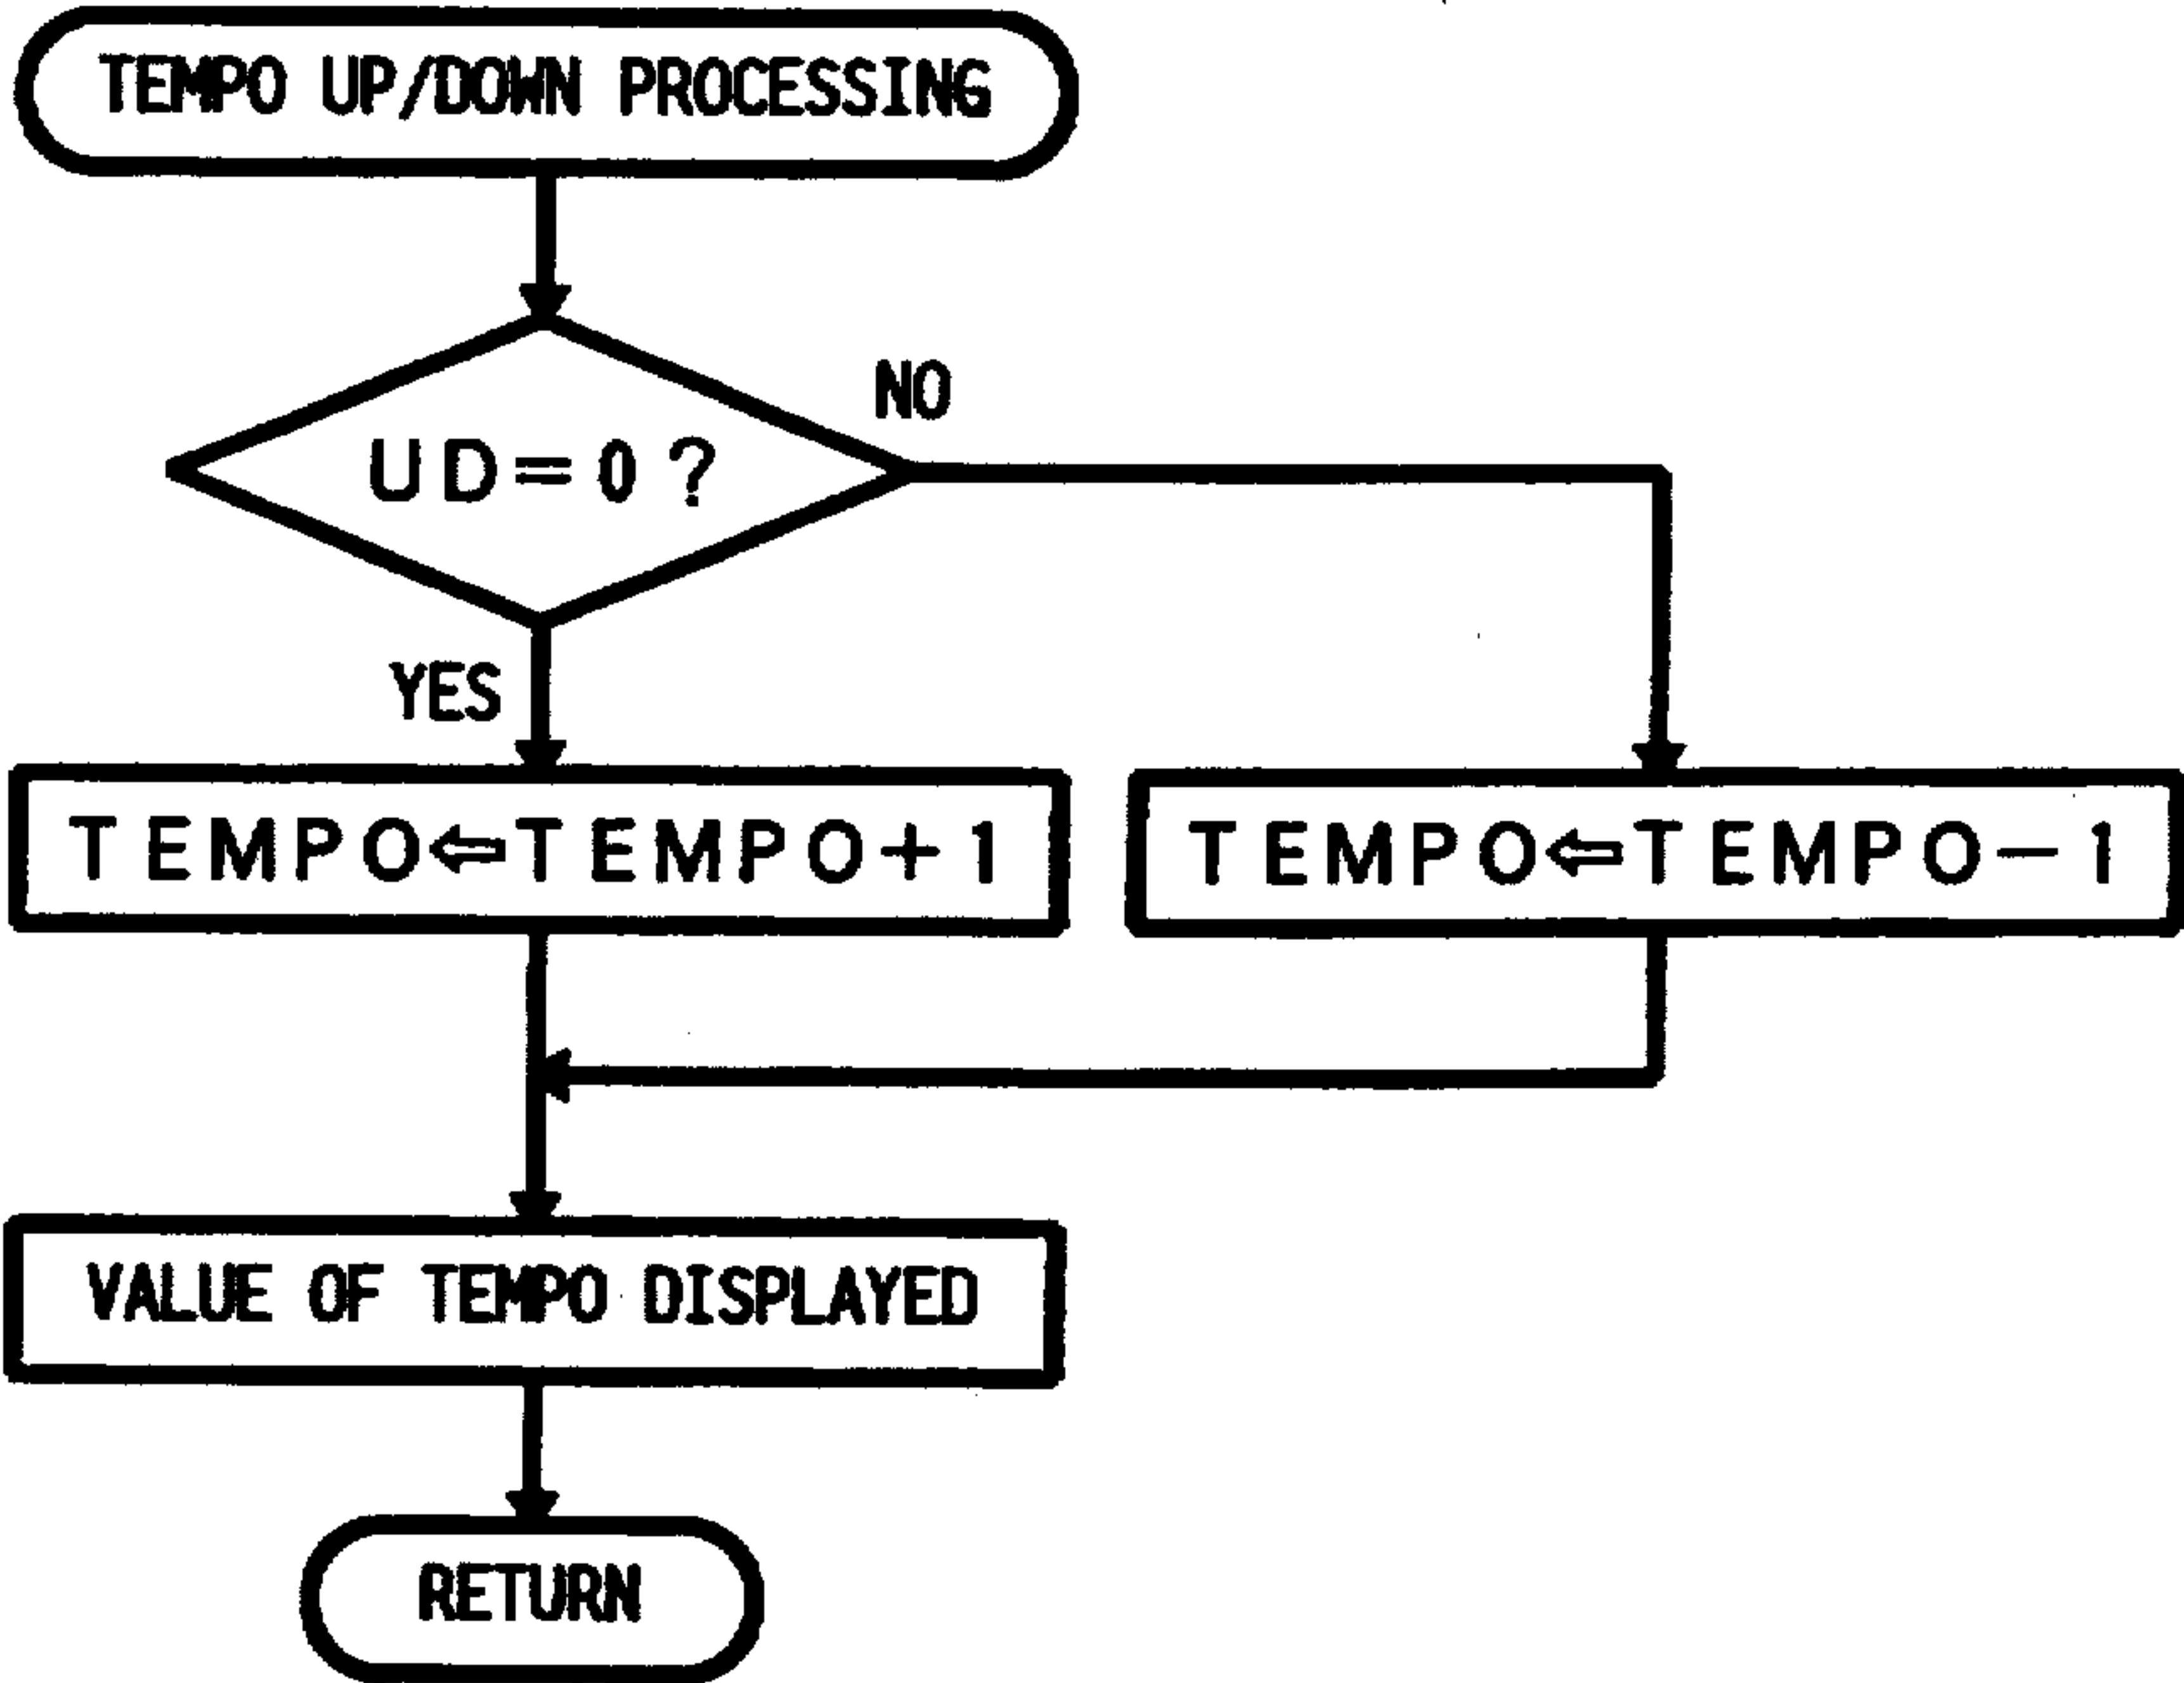 TEMPO UP/DOWN PROCESSING
NO
UD=0?
YES
TEMPO⇐TEMPO+1
TEMPO⇐TEMPO−1
VALUE OF TEMPO DISPLAYED
RETURN